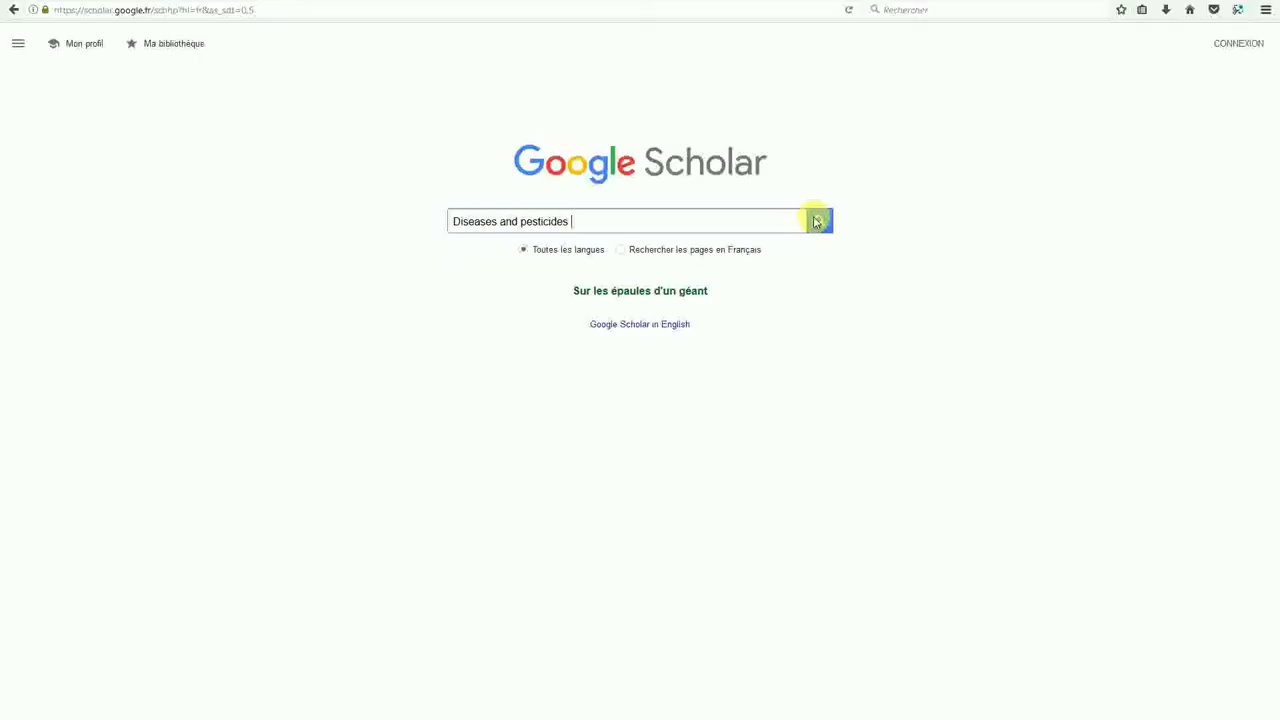 https://scholar.google.fr/schhp?hl=fr&as_sdt=0,5
Rechercher
Mon profil
Ma bibliothèque
CONNEXION
Google Scholar
Diseases and pesticides
Toutes les langues
Rechercher les pages en Français
Sur les épaules d'un géant
Google Scholar in English